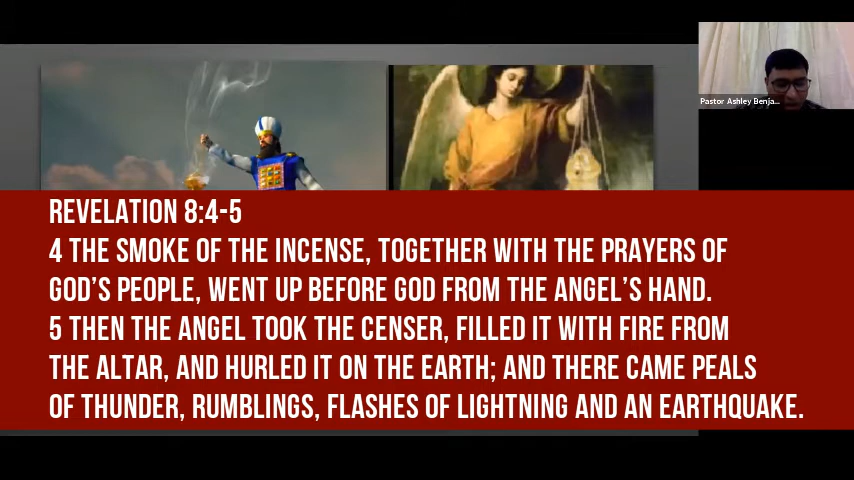 Pastor Ashley Benja...
REVELATION 8:4-5
4 THE SMOKE OF THE INCENSE, TOGETHER WITH THE PRAYERS OF
GOD'S PEOPLE, WENT UP BEFORE GOD FROM THE ANGEL'S HAND.
5 THEN THE ANGEL TOOK THE CENSER, FILLED IT WITH FIRE FROM
THE ALTAR, AND HURLED IT ON THE EARTH; AND THERE CAME PEALS
OF THUNDER, RUMBLINGS, FLASHES OF LIGHTNING AND AN EARTHQUAKE.